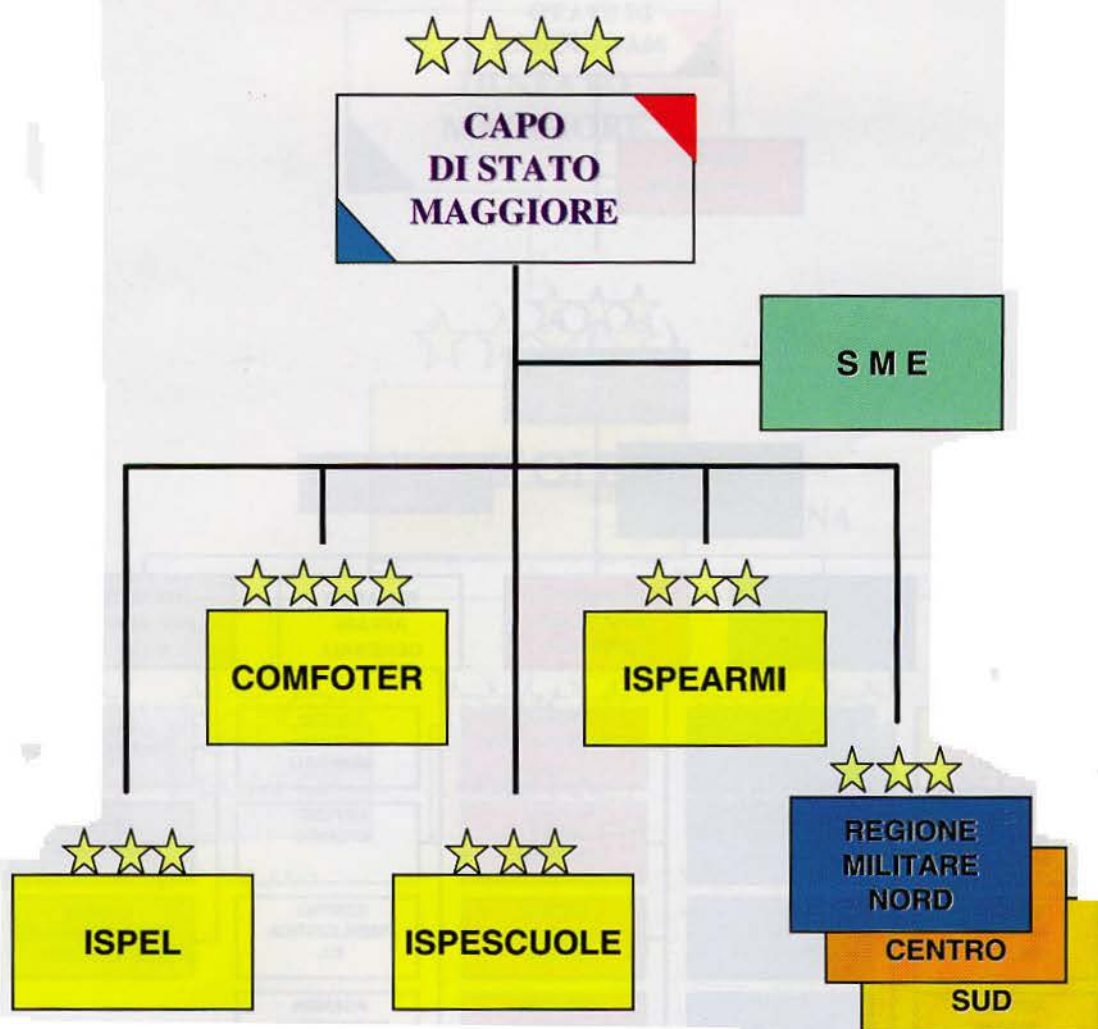 CAPO
DI STATO
MAGGIORE
S M E
COMFOTER
ISPEARMI
ISPEL
ISPESCUOLE
REGIONE
MILITARE
NORD
CENTRO
SUD